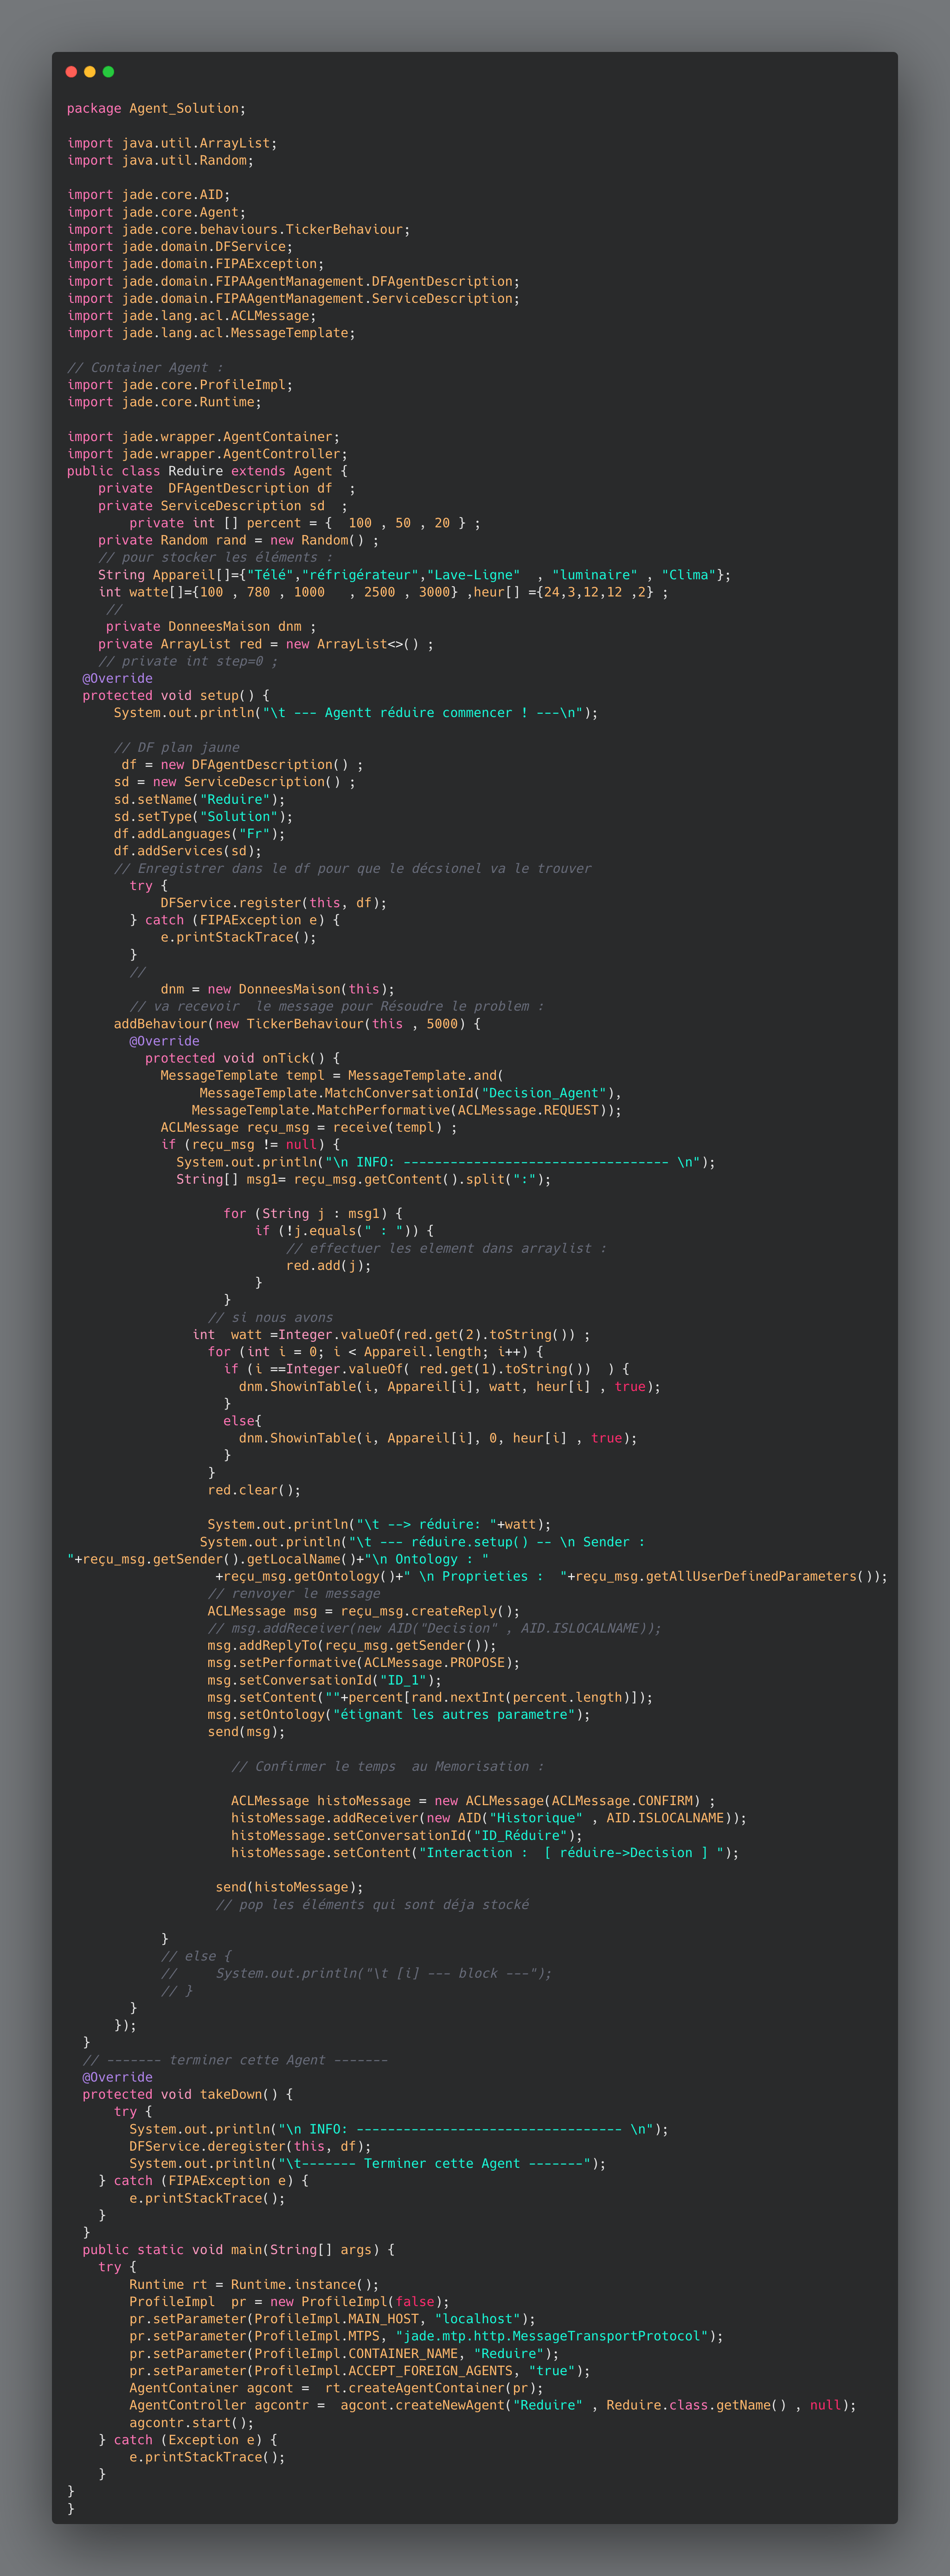 package Agent_Solution;

import java.util.ArrayList;
import java.util.Random;

import jade.core.AID;
import jade.core.Agent;
import jade.core.behaviours.TickerBehaviour;
import jade.domain.DFService;
import jade.domain.FIPAException;
import jade.domain.FIPAAgentManagement.DFAgentDescription;
import jade.domain.FIPAAgentManagement.ServiceDescription;
import jade.lang.acl.ACLMessage;
import jade.lang.acl.MessageTemplate;

// Container Agent :
import jade.core.ProfileImpl;
import jade.core.Runtime;

import jade.wrapper.AgentContainer;
import jade.wrapper.AgentController;
public class Reduire extends Agent {
    private  DFAgentDescription df  ;
    private ServiceDescription sd  ;
        private int [] percent = {  100 , 50 , 20 } ;
    private Random rand = new Random() ;
    // pour stocker les éléments :
    String Appareil[]={"Télé","réfrigérateur","Lave-Ligne"  , "luminaire" , "Clima"};
    int watte[]={100 , 780 , 1000   , 2500 , 3000} ,heur[] ={24,3,12,12 ,2} ;
     //
     private DonneesMaison dnm ;
    private ArrayList red = new ArrayList<>() ;
    // private int step=0 ;
  @Override
  protected void setup() {
      System.out.println("\t --- Agentt réduire commencer ! ---\n");

      // DF plan jaune
       df = new DFAgentDescription() ;
      sd = new ServiceDescription() ;
      sd.setName("Reduire");
      sd.setType("Solution");
      df.addLanguages("Fr");
      df.addServices(sd);
      // Enregistrer dans le df pour que le décsionel va le trouver
        try {
            DFService.register(this, df);
        } catch (FIPAException e) {
            e.printStackTrace();
        }
        //
            dnm = new DonneesMaison(this);
        // va recevoir  le message pour Résoudre le problem :
      addBehaviour(new TickerBehaviour(this , 5000) {
        @Override
          protected void onTick() {
            MessageTemplate templ = MessageTemplate.and(
                 MessageTemplate.MatchConversationId("Decision_Agent"),
                MessageTemplate.MatchPerformative(ACLMessage.REQUEST));
            ACLMessage reçu_msg = receive(templ) ;
            if (reçu_msg != null) {
              System.out.println("\n INFO: ---------------------------------- \n");
              String[] msg1= reçu_msg.getContent().split(":");

                    for (String j : msg1) {
                        if (!j.equals(" : ")) {
                            // effectuer les element dans arraylist :
                            red.add(j);
                        }
                    }
                  // si nous avons
                int  watt =Integer.valueOf(red.get(2).toString()) ;
                  for (int i = 0; i < Appareil.length; i++) {
                    if (i ==Integer.valueOf( red.get(1).toString())  ) {
                      dnm.ShowinTable(i, Appareil[i], watt, heur[i] , true);
                    }
                    else{
                      dnm.ShowinTable(i, Appareil[i], 0, heur[i] , true);
                    }
                  }
                  red.clear();

                  System.out.println("\t --> réduire: "+watt);
                 System.out.println("\t --- réduire.setup() -- \n Sender :
"+reçu_msg.getSender().getLocalName()+"\n Ontology : "
                   +reçu_msg.getOntology()+" \n Proprieties :  "+reçu_msg.getAllUserDefinedParameters());
                  // renvoyer le message
                  ACLMessage msg = reçu_msg.createReply();
                  // msg.addReceiver(new AID("Decision" , AID.ISLOCALNAME));
                  msg.addReplyTo(reçu_msg.getSender());
                  msg.setPerformative(ACLMessage.PROPOSE);
                  msg.setConversationId("ID_1");
                  msg.setContent(""+percent[rand.nextInt(percent.length)]);
                  msg.setOntology("étignant les autres parametre");
                  send(msg);

                     // Confirmer le temps  au Memorisation :

                     ACLMessage histoMessage = new ACLMessage(ACLMessage.CONFIRM) ;
                     histoMessage.addReceiver(new AID("Historique" , AID.ISLOCALNAME));
                     histoMessage.setConversationId("ID_Réduire");
                     histoMessage.setContent("Interaction :  [ réduire->Decision ] ");

                   send(histoMessage);
                   // pop les éléments qui sont déja stocké

            }
            // else {
            //     System.out.println("\t [i] --- block ---");
            // }
        }
      });
  }
  // ------- terminer cette Agent -------
  @Override
  protected void takeDown() {
      try {
        System.out.println("\n INFO: ---------------------------------- \n");
        DFService.deregister(this, df);
        System.out.println("\t------- Terminer cette Agent -------");
    } catch (FIPAException e) {
        e.printStackTrace();
    }
  }
  public static void main(String[] args) {
    try {
        Runtime rt = Runtime.instance();
        ProfileImpl  pr = new ProfileImpl(false);
        pr.setParameter(ProfileImpl.MAIN_HOST, "localhost");
        pr.setParameter(ProfileImpl.MTPS, "jade.mtp.http.MessageTransportProtocol");
        pr.setParameter(ProfileImpl.CONTAINER_NAME, "Reduire");
        pr.setParameter(ProfileImpl.ACCEPT_FOREIGN_AGENTS, "true");
        AgentContainer agcont =  rt.createAgentContainer(pr);
        AgentController agcontr =  agcont.createNewAgent("Reduire" , Reduire.class.getName() , null);
        agcontr.start();
    } catch (Exception e) {
        e.printStackTrace();
    }
}
}